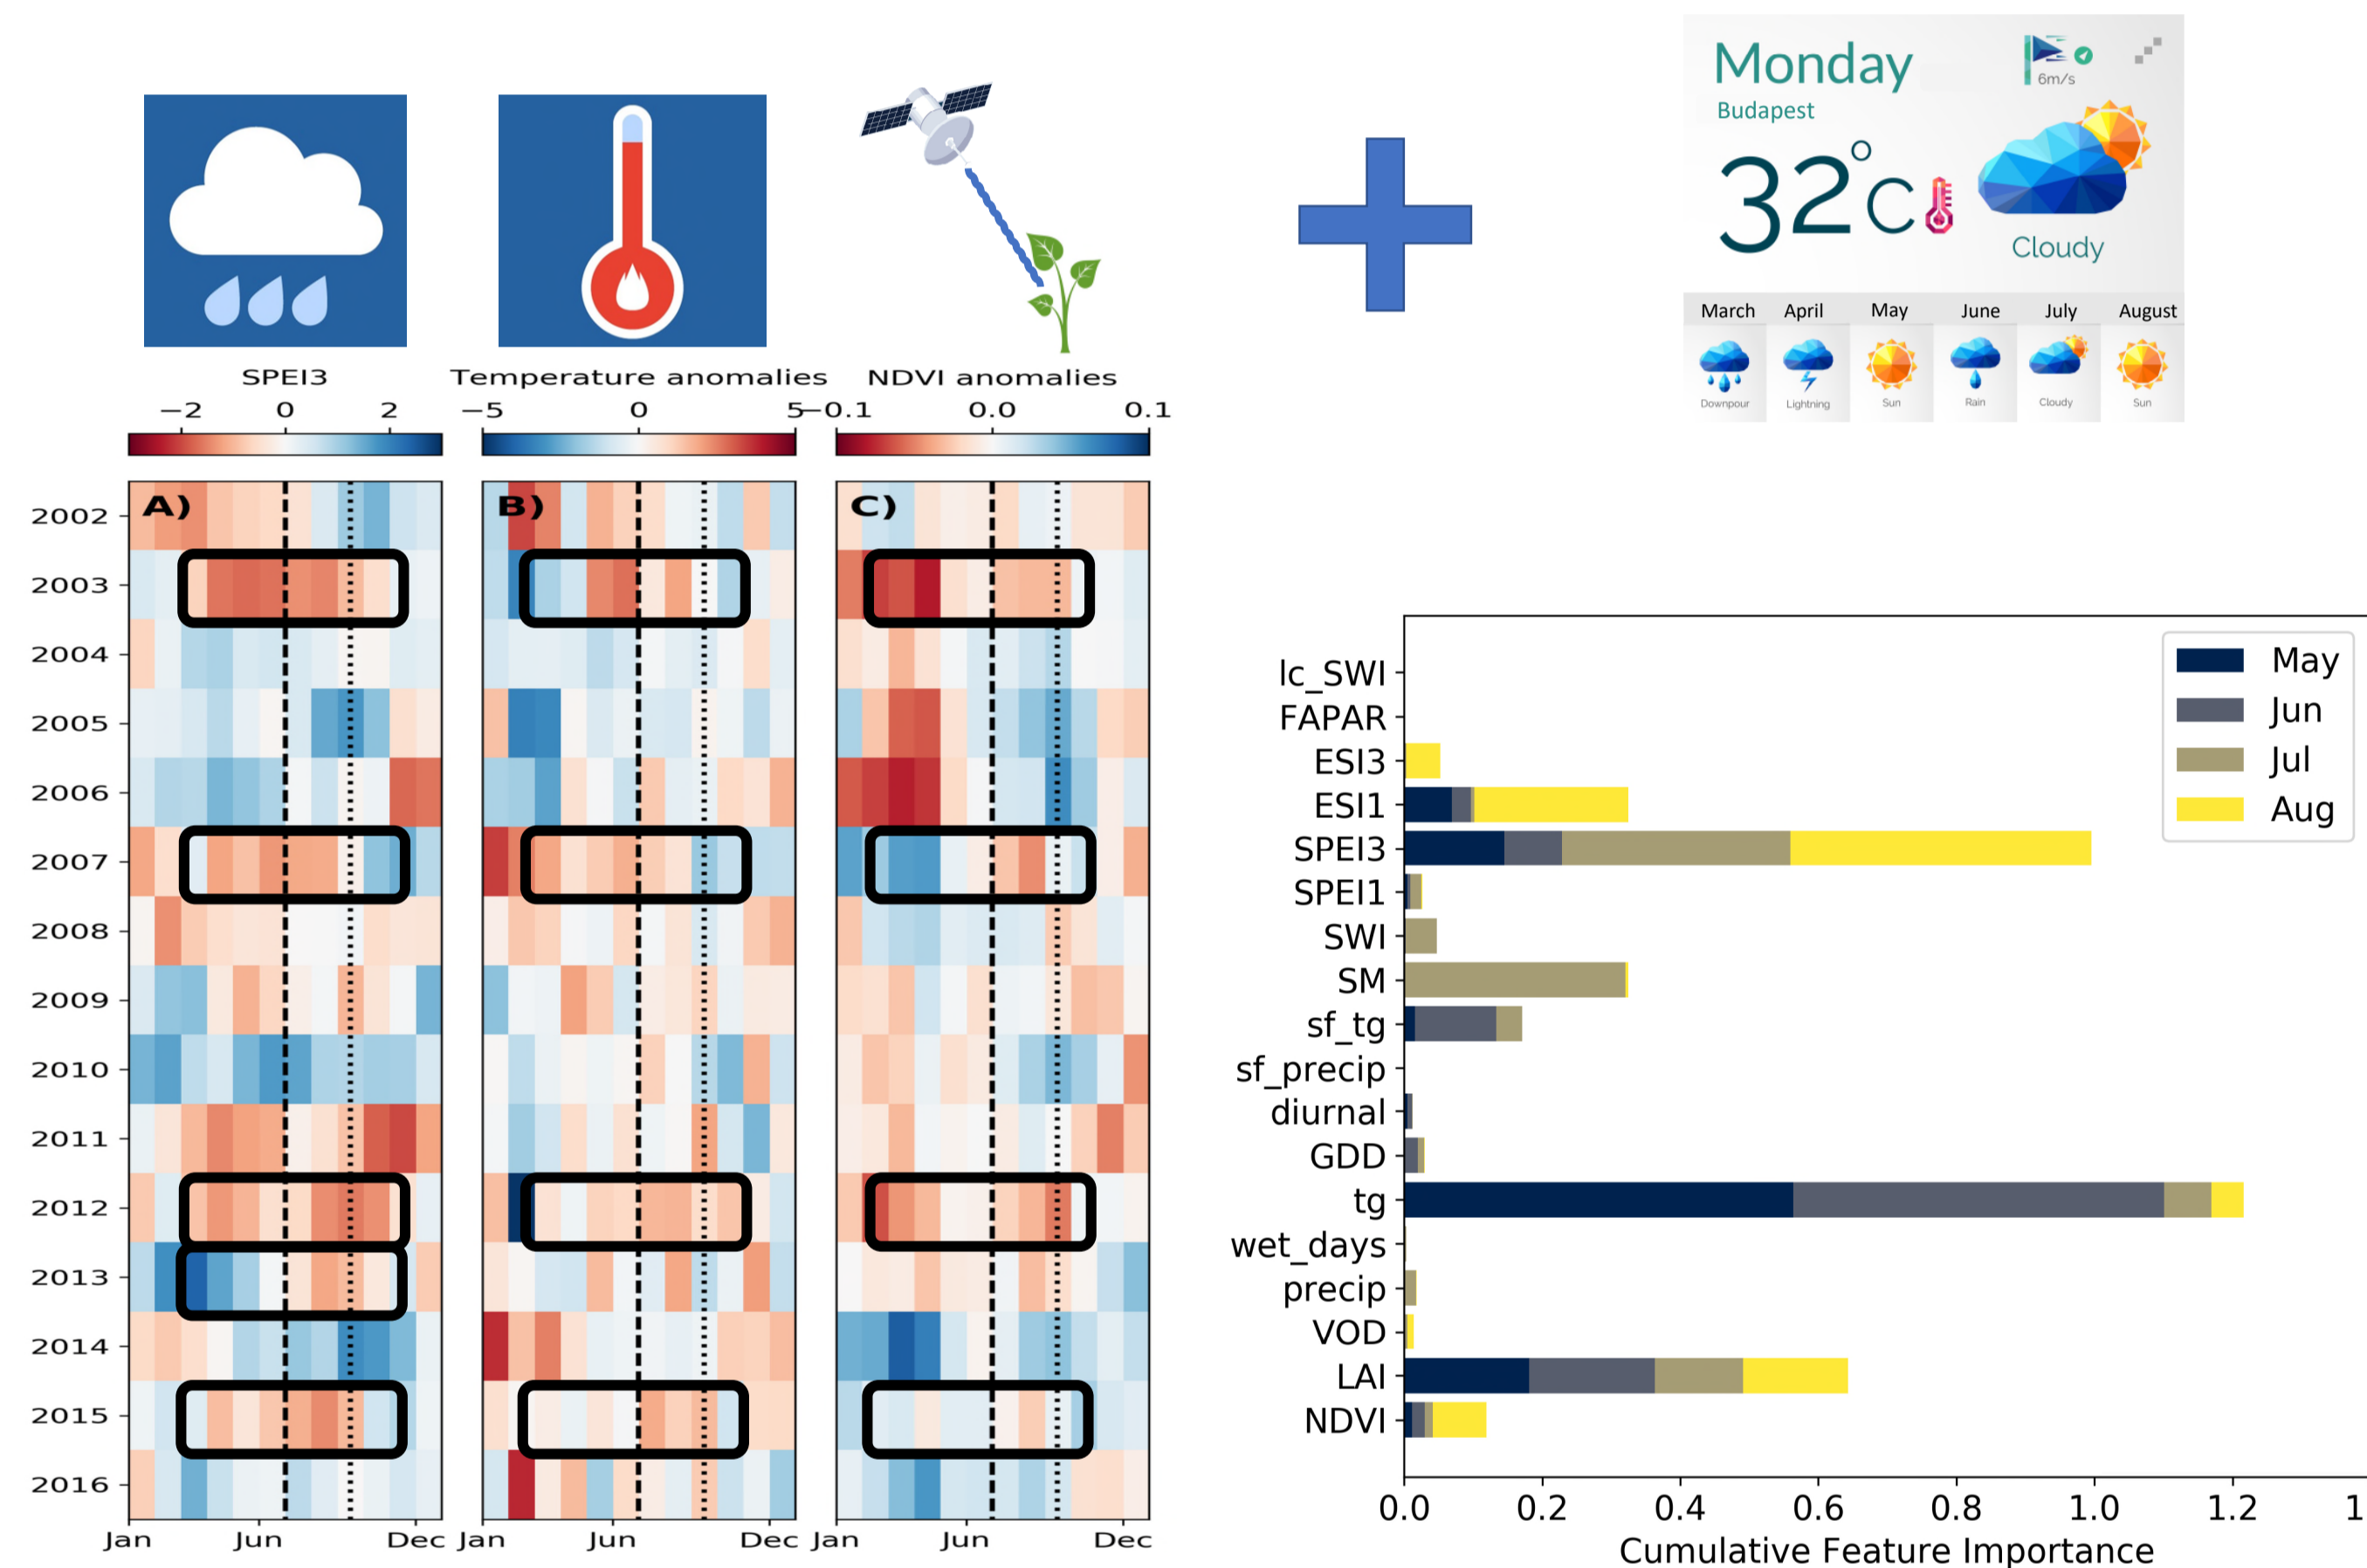 Monday
6m/s
Budapest
32°C
Cloudy
March April May June July August
Downpour Lightning Sun Rain Cloudy Sun
SPEI3
−2 0 2
Temperature anomalies
−5 0 5
NDVI anomalies
−0.1 0.0 0.1
A)
B)
C)
2002
2003
2004
2005
2006
2007
2008
2009
2010
2011
2012
2013
2014
2015
2016
Jan Jun Dec
Jan Jun Dec
Jan Jun Dec
May
Jun
Jul
Aug
lc_SWI
FAPAR
ESI3
ESI1
SPEI3
SPEI1
SWI
SM
sf_tg
sf_precip
diurnal
GDD
tg
wet_days
precip
VOD
LAI
NDVI
0.0 0.2 0.4 0.6 0.8 1.0 1.2 1
Cumulative Feature Importance